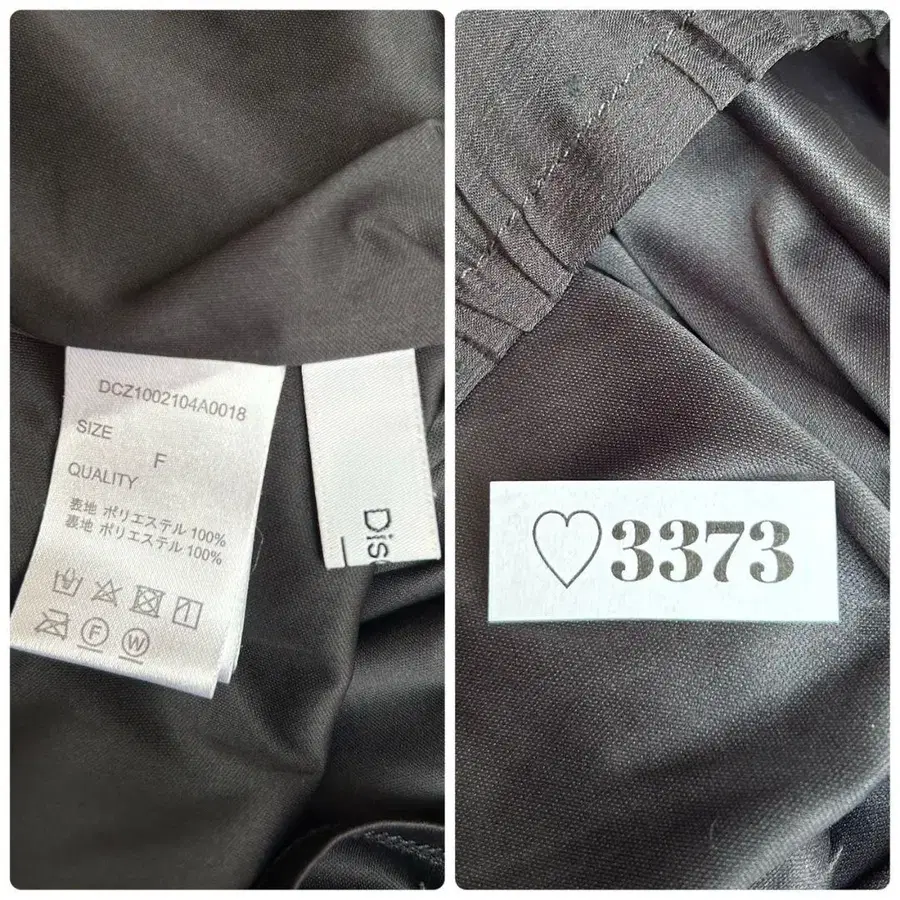 DCZ1002104A0018
SIZE
F
QUALITY
表地 ポリエステル 100%
裏地 ポリエステル 100%
F W
Dis
♡3373